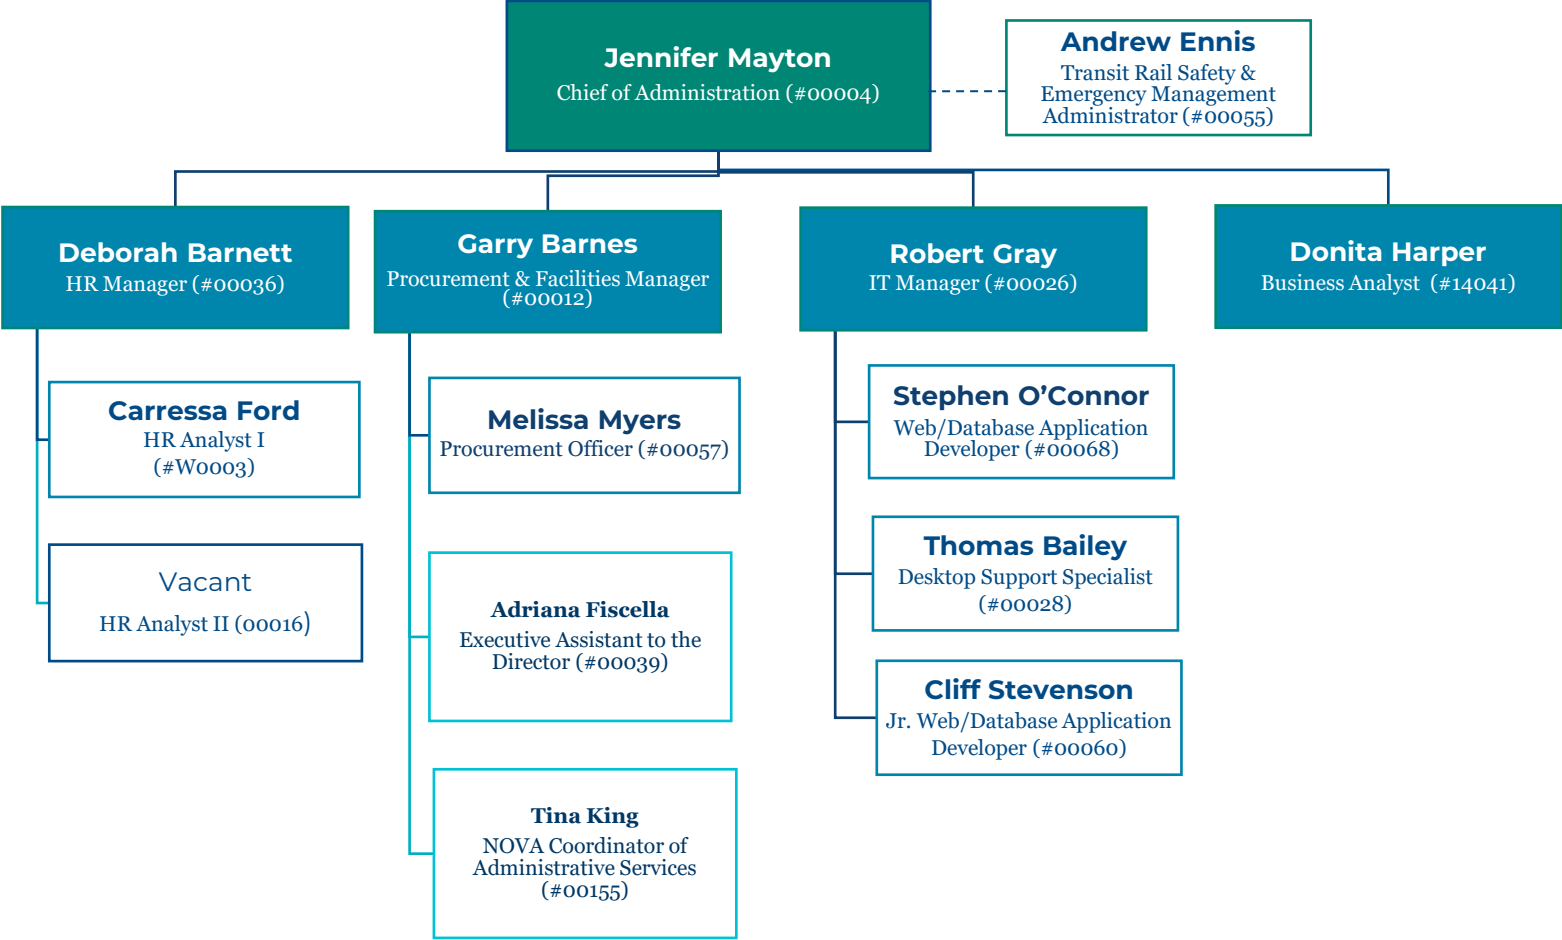 Jennifer Mayton
Chief of Administration (#00004)
Andrew Ennis
Transit Rail Safety &
Emergency Management
Administrator (#00055)
Deborah Barnett
HR Manager (#00036)
Garry Barnes
Procurement & Facilities Manager
(#00012)
Robert Gray
IT Manager (#00026)
Donita Harper
Business Analyst (#14041)
Carressa Ford
HR Analyst I
(#W0003)
Vacant
HR Analyst II (00016)
Melissa Myers
Procurement Officer (#00057)
Adriana Fiscella
Executive Assistant to the
Director (#00039)
Tina King
NOVA Coordinator of
Administrative Services
(#00155)
Stephen O’Connor
Web/Database Application
Developer (#00068)
Thomas Bailey
Desktop Support Specialist
(#00028)
Cliff Stevenson
Jr. Web/Database Application
Developer (#00060)